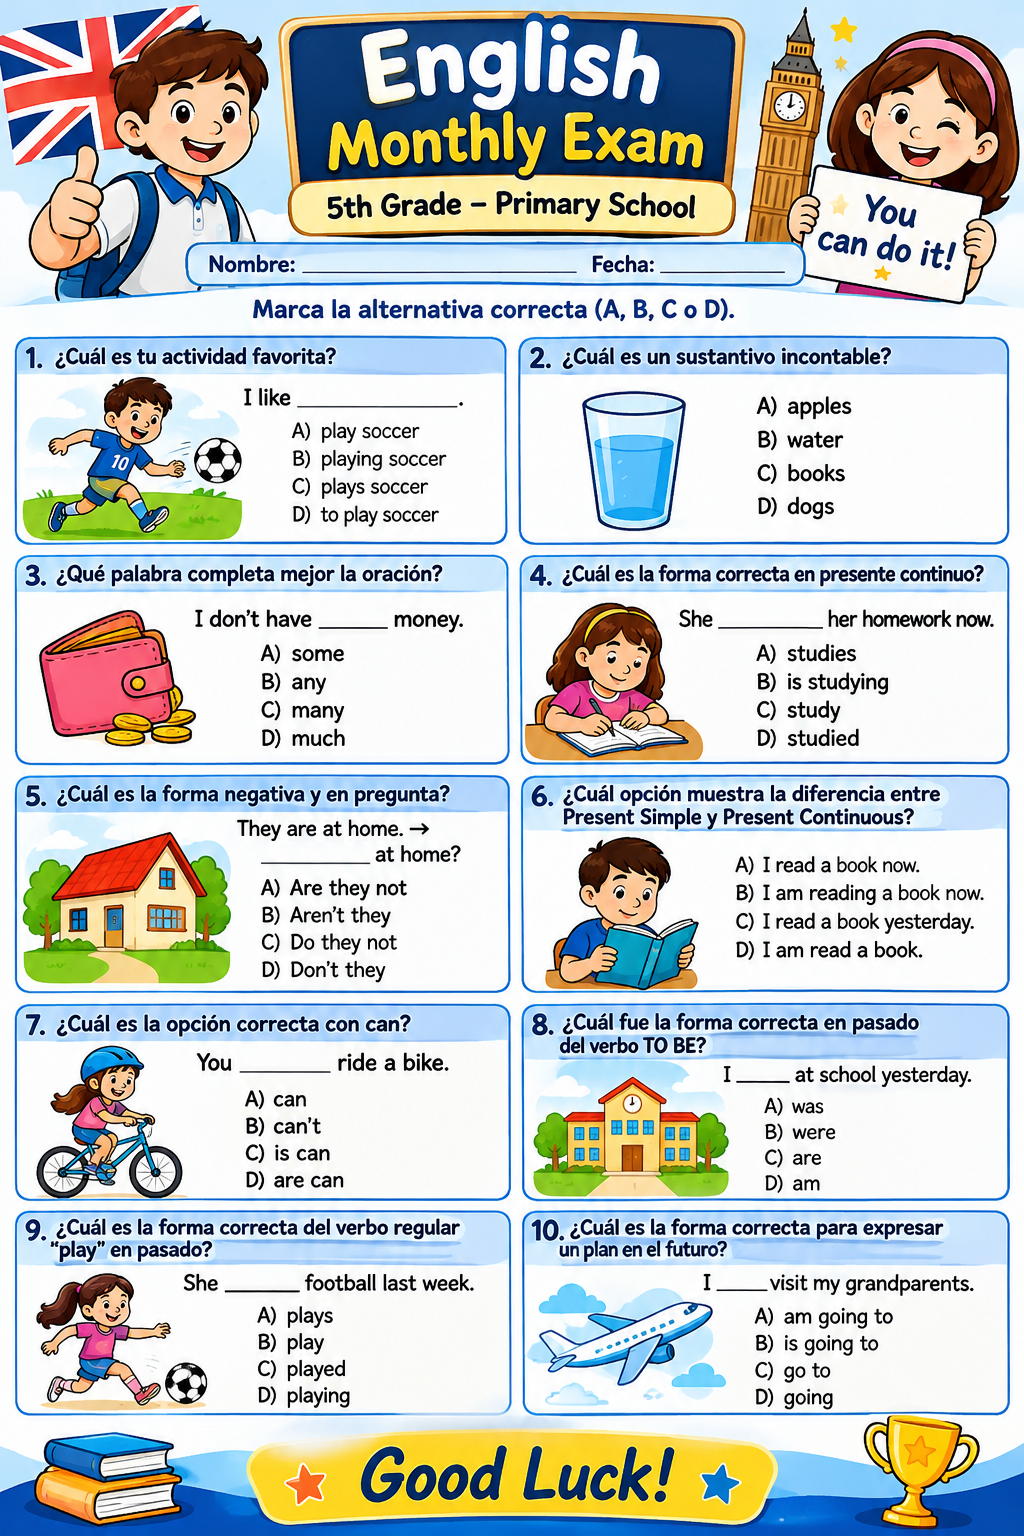 English
Monthly Exam
5th Grade – Primary School
You
can do it!
Nombre: ____________ Fecha: ____________
Marca la alternativa correcta (A, B, C o D).
1. ¿Cuál es tu actividad favorita?
10
I like ____________.
A) play soccer
B) playing soccer
C) plays soccer
D) to play soccer
2. ¿Cuál es un sustantivo incontable?
A) apples
B) water
C) books
D) dogs
3. ¿Qué palabra completa mejor la oración?
I don't have ______ money.
A) some
B) any
C) many
D) much
4. ¿Cuál es la forma correcta en presente continuo?
She _________ her homework now.
A) studies
B) is studying
C) study
D) studied
5. ¿Cuál es la forma negativa y en pregunta?
They are at home. →
__________ at home?
A) Are they not
B) Aren't they
C) Do they not
D) Don't they
6. ¿Cuál opción muestra la diferencia entre
Present Simple y Present Continuous?
A) I read a book now.
B) I am reading a book now.
C) I read a book yesterday.
D) I am read a book.
7. ¿Cuál es la opción correcta con can?
You ________ ride a bike.
A) can
B) can't
C) is can
D) are can
8. ¿Cuál fue la forma correcta en pasado
del verbo TO BE?
I _____ at school yesterday.
A) was
B) were
C) are
D) am
9. ¿Cuál es la forma correcta del verbo regular
"play" en pasado?
She _______ football last week.
A) plays
B) play
C) played
D) playing
10. ¿Cuál es la forma correcta para expresar
un plan en el futuro?
I _____ visit my grandparents.
A) am going to
B) is going to
C) go to
D) going
Good Luck!